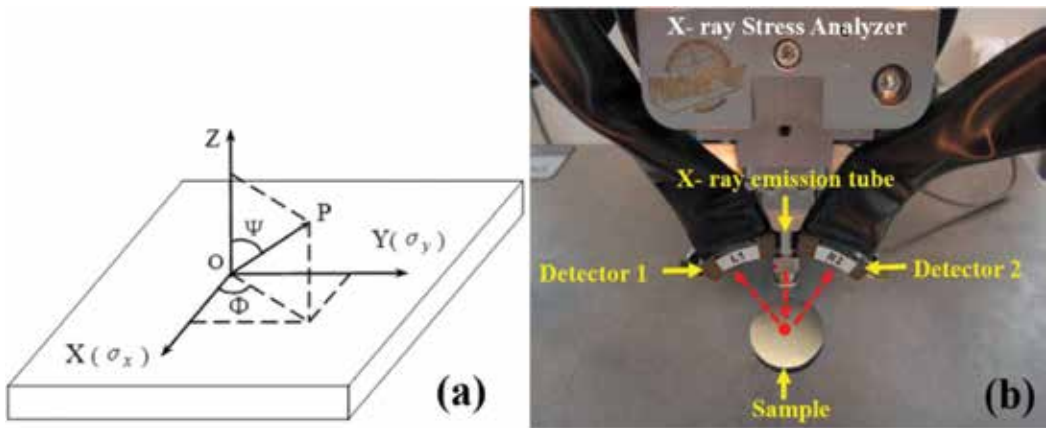 Z
Ψ
P
O
Y(σy)
Φ
X(σx)
(a)
X- ray Stress Analyzer
X- ray emission tube
Detector 1
Detector 2
Sample
(b)